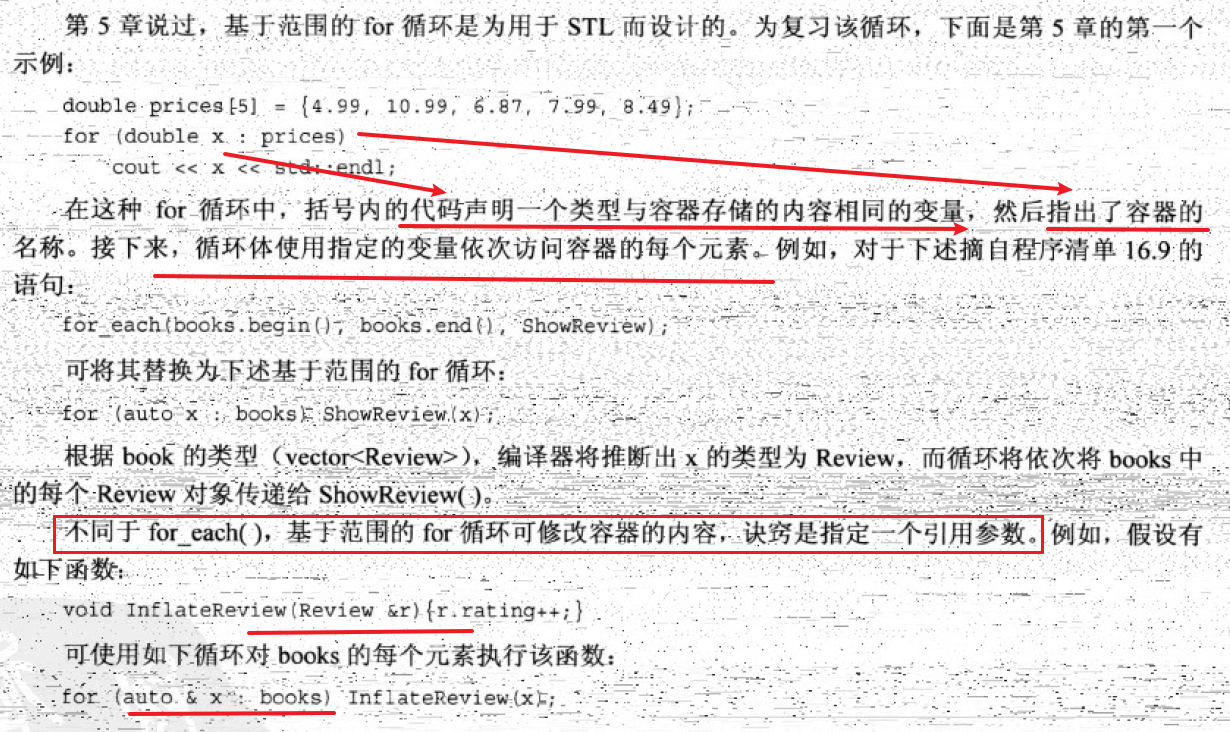 第 5 章说过，基于范围的 for 循环是为用于 STL 而设计的。为复习该循环，下面是第 5 章的第一个
示例：
double prices[5] = {4.99, 10.99, 6.87, 7.99, 8.49};
for (double x : prices)
cout << x << std::endl;
在这种 for 循环中，括号内的代码声明一个类型与容器存储的内容相同的变量，然后指出了容器的
名称。接下来，循环体使用指定的变量依次访问容器的每个元素。例如，对于下述摘自程序清单 16.9 的
语句：
for_each(books.begin(), books.end(), ShowReview);
可将其替换为下述基于范围的 for 循环：
for (auto x : books) ShowReview(x);
根据 book 的类型（vector<Review>），编译器将推断出 x 的类型为 Review，而循环将依次将 books 中
的每个 Review 对象传递给 ShowReview( )。
不同于 for_each( )，基于范围的 for 循环可修改容器的内容，诀窍是指定一个引用参数。例如，假设有
如下函数：
void InflateReview(Review &r){r.rating++;}
可使用如下循环对 books 的每个元素执行该函数：
for (auto & x : books) InflateReview(x);